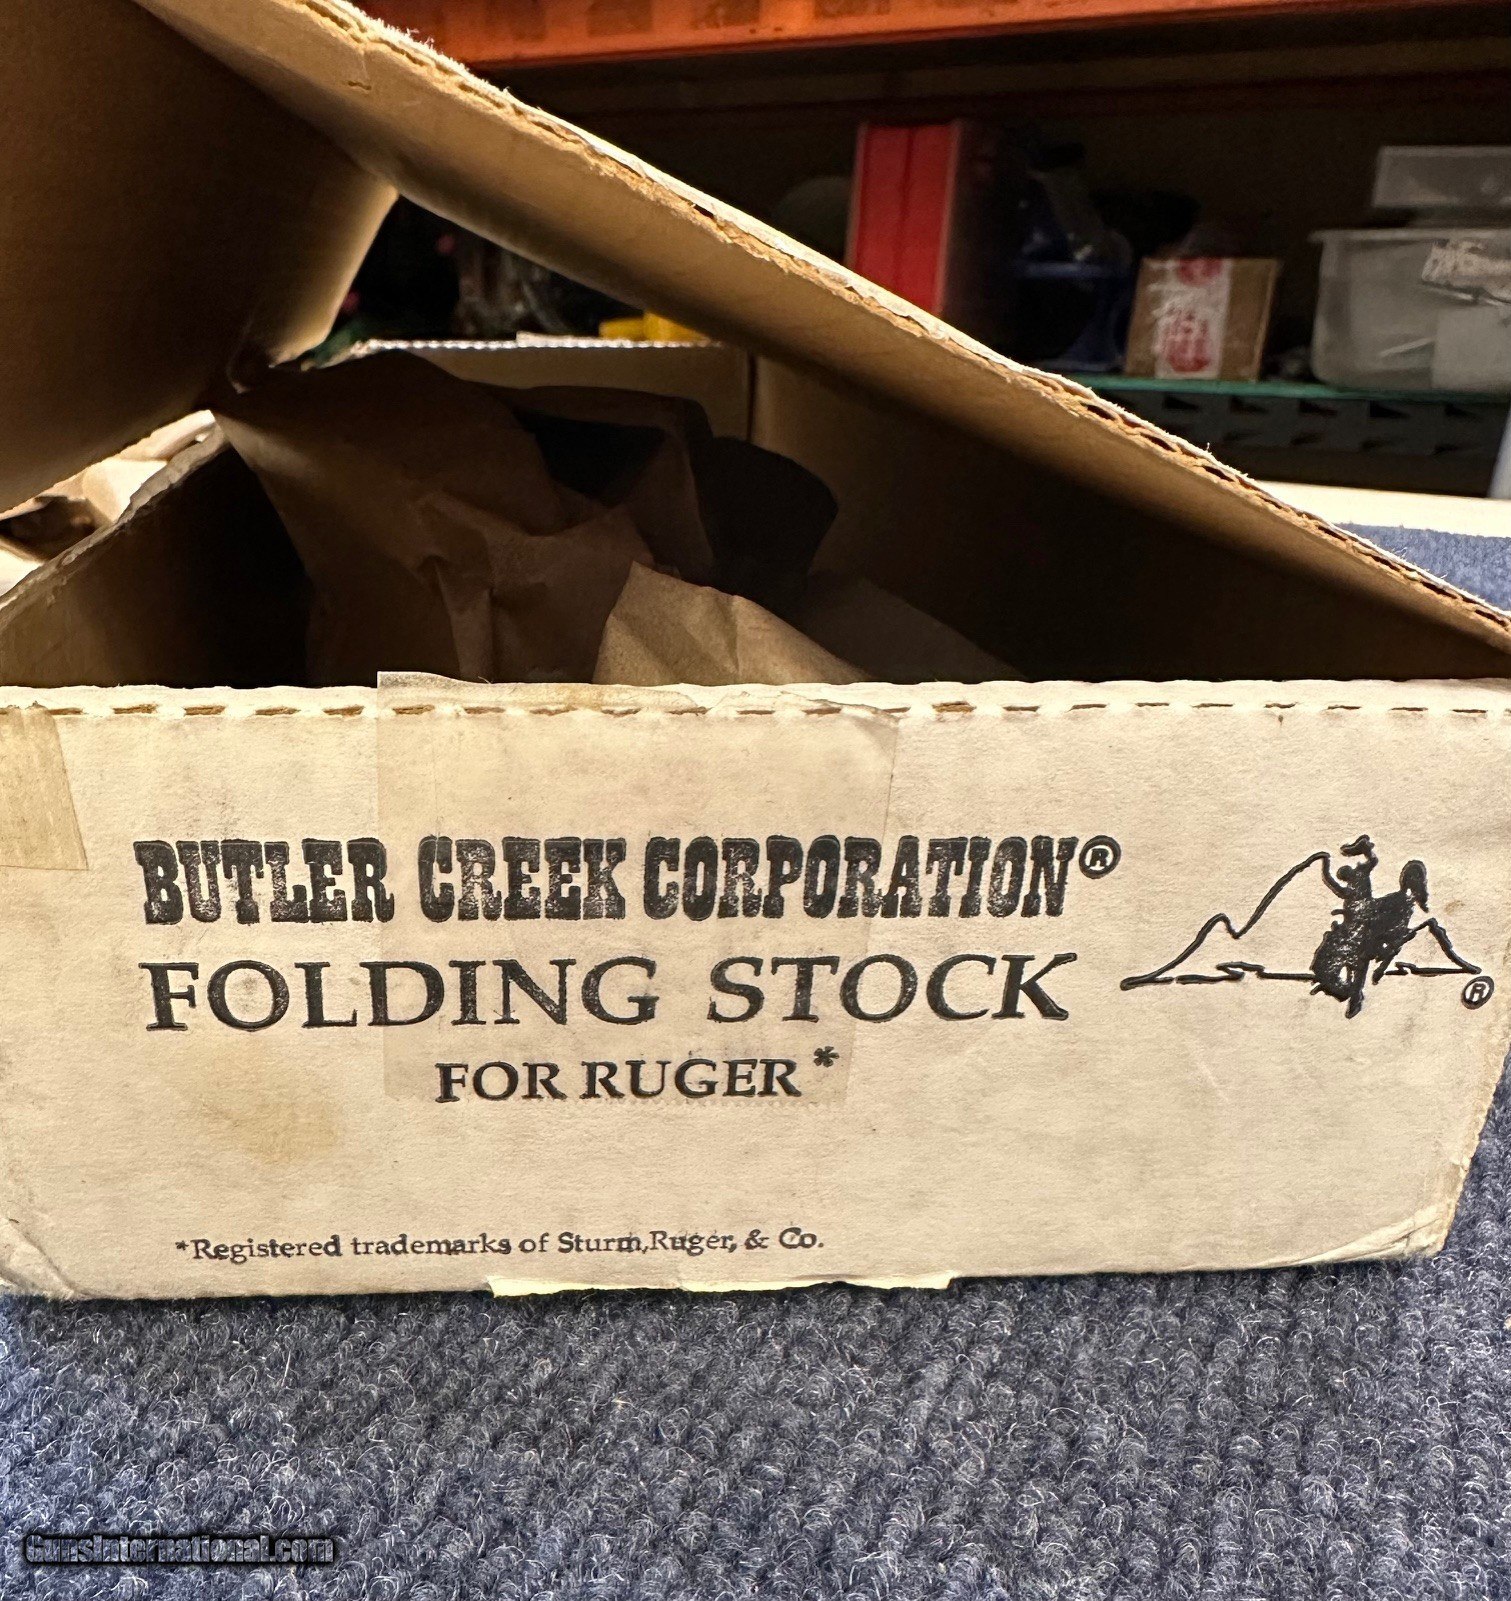 BUTLER CREEK CORPORATION®
FOLDING STOCK
FOR RUGER*
®
*Registered trademarks of Sturm,Ruger, & Co.
GunsInternational.com